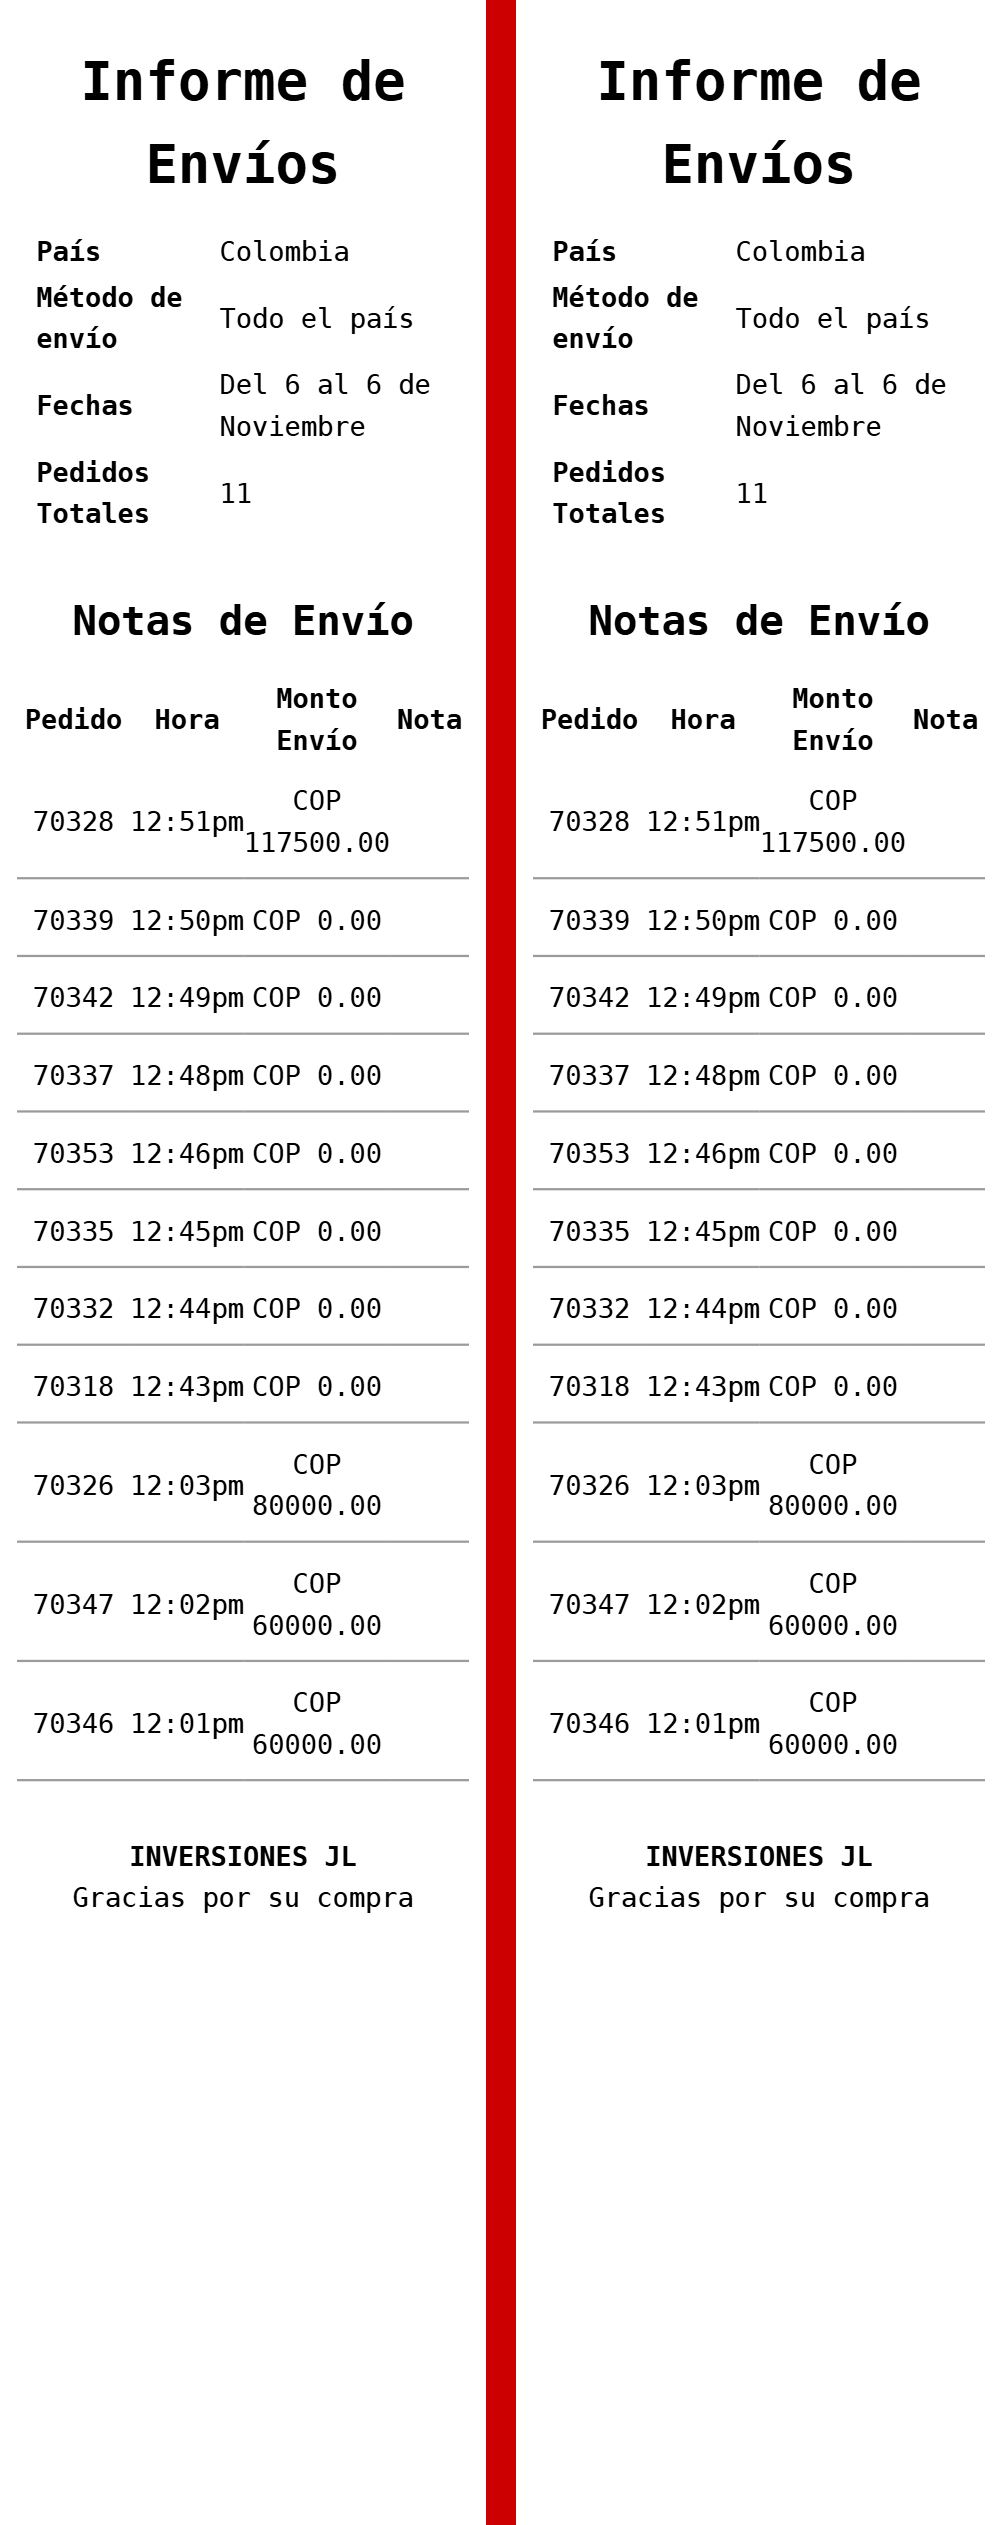 Informe de
Envíos
País Colombia
Método de
envío Todo el país
Fechas Del 6 al 6 de
Noviembre
Pedidos
Totales 11
Notas de Envío
Pedido Hora Monto
Envío Nota
70328 12:51pm COP
117500.00
70339 12:50pm COP 0.00
70342 12:49pm COP 0.00
70337 12:48pm COP 0.00
70353 12:46pm COP 0.00
70335 12:45pm COP 0.00
70332 12:44pm COP 0.00
70318 12:43pm COP 0.00
70326 12:03pm COP
80000.00
70347 12:02pm COP
60000.00
70346 12:01pm COP
60000.00
INVERSIONES JL
Gracias por su compra
Informe de
Envíos
País Colombia
Método de
envío Todo el país
Fechas Del 6 al 6 de
Noviembre
Pedidos
Totales 11
Notas de Envío
Pedido Hora Monto
Envío Nota
70328 12:51pm COP
117500.00
70339 12:50pm COP 0.00
70342 12:49pm COP 0.00
70337 12:48pm COP 0.00
70353 12:46pm COP 0.00
70335 12:45pm COP 0.00
70332 12:44pm COP 0.00
70318 12:43pm COP 0.00
70326 12:03pm COP
80000.00
70347 12:02pm COP
60000.00
70346 12:01pm COP
60000.00
INVERSIONES JL
Gracias por su compra